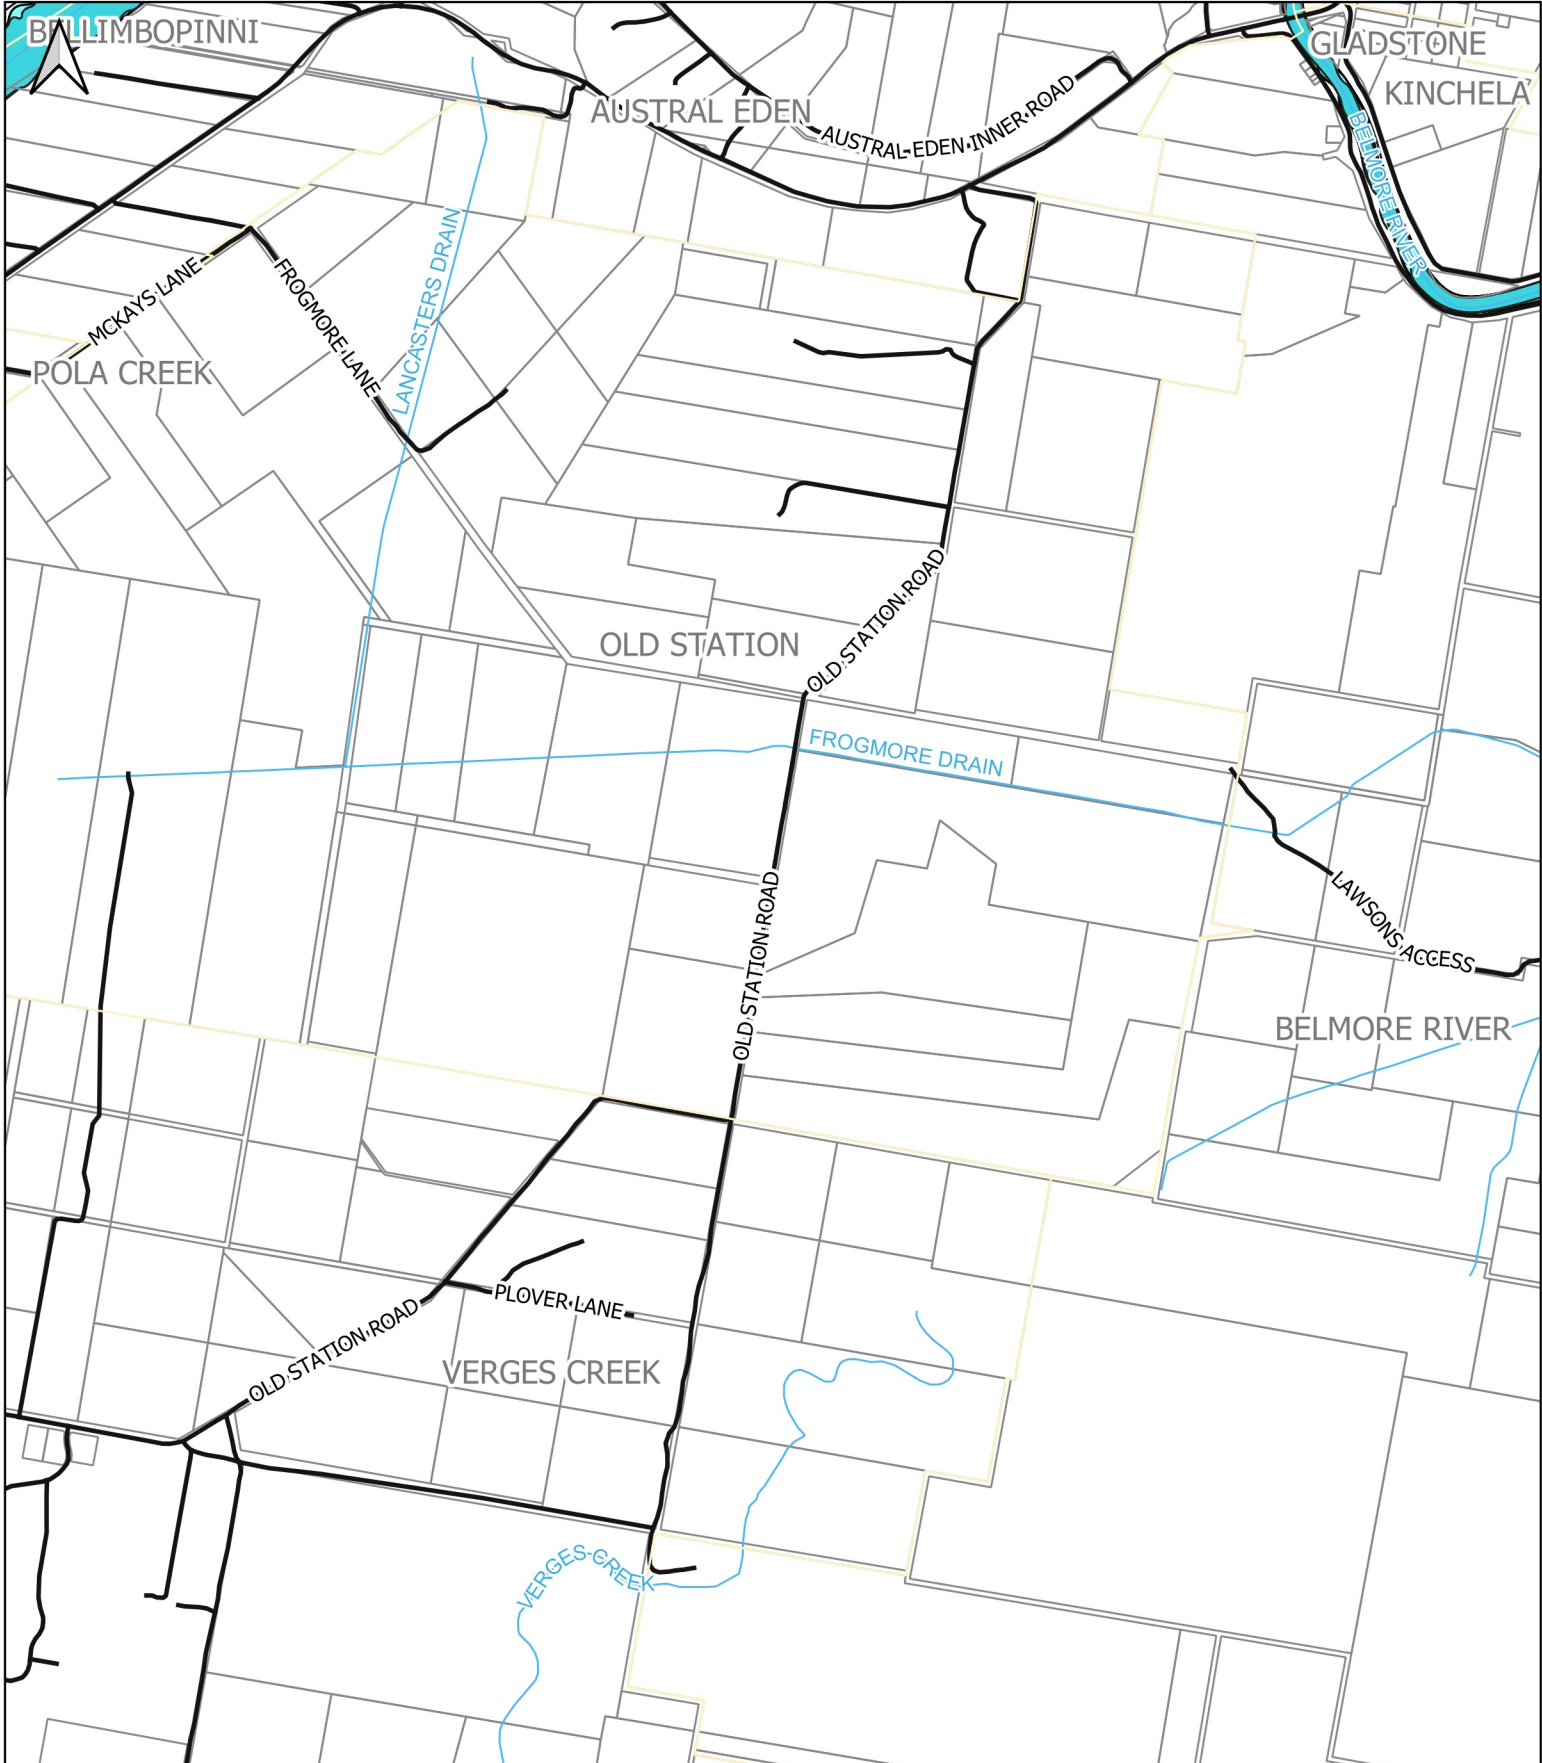 BELLIMBOPINNI
GLADSTONE
KINCHELA
AUSTRAL EDEN
AUSTRAL EDEN INNER ROAD
BELMORE RIVER
LANCASTERS DRAIN
MCKAYS LANE
FROGMORE LANE
POLA CREEK
OLD STATION ROAD
OLD STATION
FROGMORE DRAIN
OLD STATION ROAD
LAWSONS ACCESS
BELMORE RIVER
PLOVER LANE
OLD STATION ROAD
VERGES CREEK
VERGES CREEK